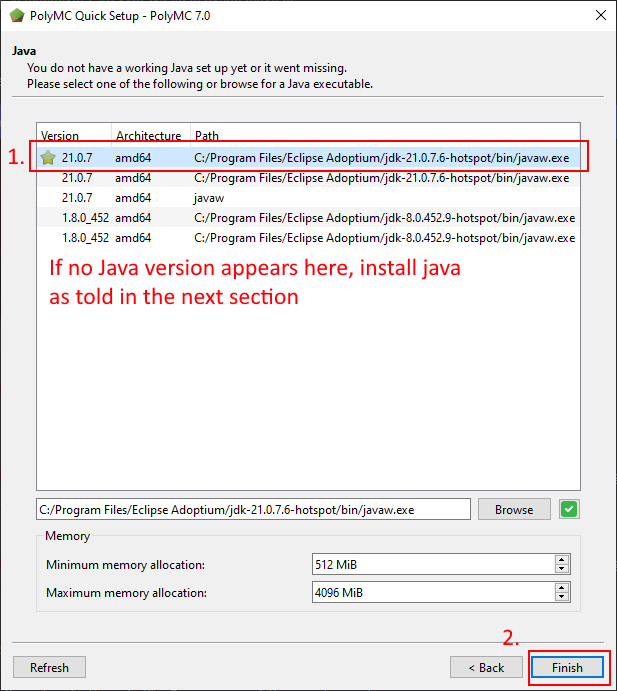 PolyMC Quick Setup - PolyMC 7.0
Java
You do not have a working Java set up yet or it went missing.
Please select one of the following or browse for a Java executable.
Version Architecture Path
1. 21.0.7 amd64 C:/Program Files/Eclipse Adoptium/jdk-21.0.7.6-hotspot/bin/javaw.exe
21.0.7 amd64 C:/Program Files/Eclipse Adoptium/jdk-21.0.7.6-hotspot/bin/javaw.exe
21.0.7 amd64 javaw
1.8.0_452 amd64 C:/Program Files/Eclipse Adoptium/jdk-8.0.452.9-hotspot/bin/javaw.exe
1.8.0_452 amd64 C:/Program Files/Eclipse Adoptium/jdk-8.0.452.9-hotspot/bin/javaw.exe
If no Java version appears here, install java
as told in the next section
C:/Program Files/Eclipse Adoptium/jdk-21.0.7.6-hotspot/bin/javaw.exe Browse
Memory
Minimum memory allocation: 512 MiB
Maximum memory allocation: 4096 MiB
2.
Refresh < Back Finish